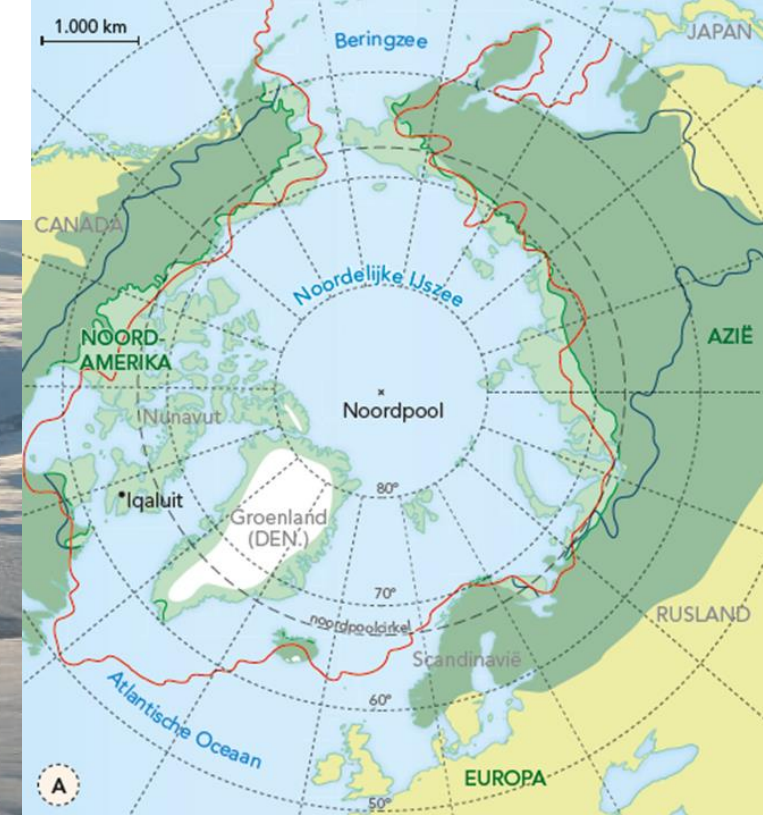 1.000 km
Beringzee
JAPAN
CANADA
Noordelijke IJszee
NOORD-
AMERIKA
AZIË
Noordpool
Nunavut
Iqaluit
80°
Groenland
(DEN.)
70°
noordpoolcirkel
RUSLAND
Scandinavië
60°
Atlantische Oceaan
EUROPA
A
50°